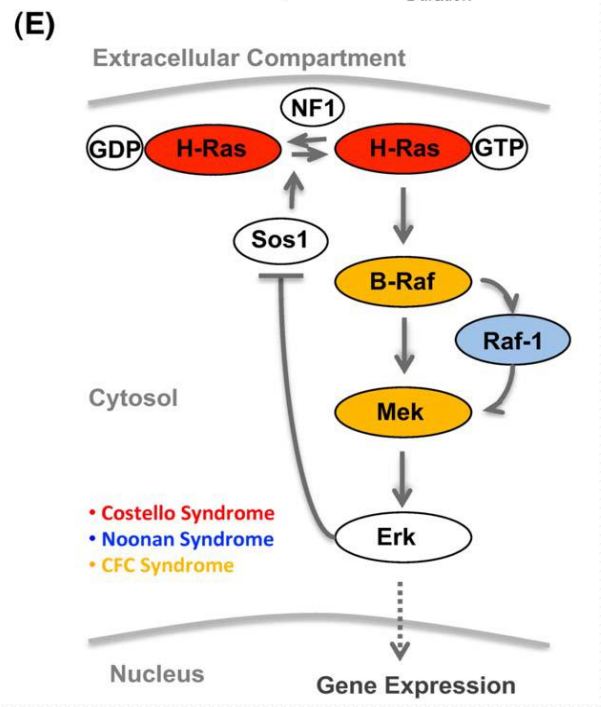 Duration
(E)
Extracellular Compartment
NF1
GDP H-Ras H-Ras GTP
Sos1
B-Raf
Raf-1
Cytosol
Mek
• Costello Syndrome
• Noonan Syndrome
• CFC Syndrome
Erk
Nucleus
Gene Expression